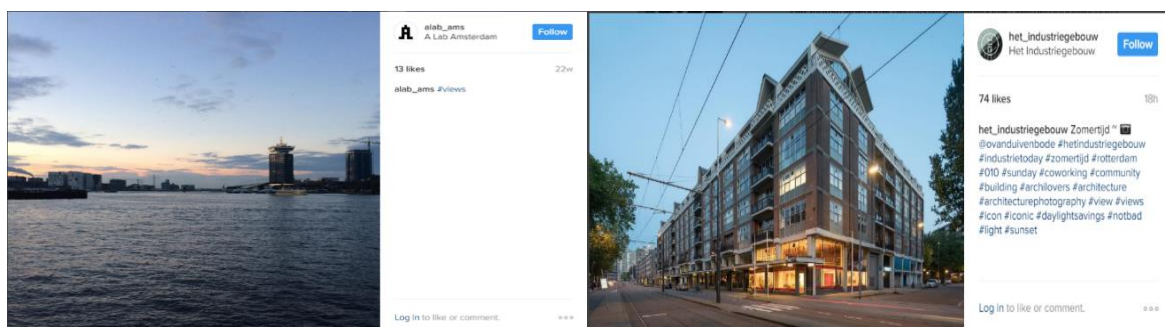 alab_ams
A Lab Amsterdam
Follow
13 likes
22w
alab_ams #views
Log in to like or comment.
het_industriegebouw
Het Industriegebouw
Follow
74 likes
18h
het_industriegebouw Zomertijd
@ovanduivenbode #hetindustriegebouw
#industrietoday #zomertijd #rotterdam
#010 #sunday #coworking #community
#building #archilovers #architecture
#architecturephotography #view #views
#icon #iconic #daylightsavings #notbad
#light #sunset
Log in to like or comment.